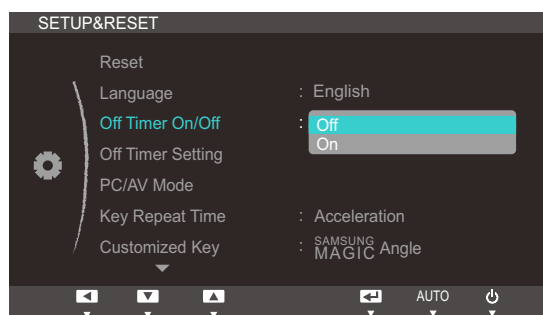 SETUP&RESET
Reset
Language : English
Off Timer On/Off : Off
On
Off Timer Setting
PC/AV Mode
Key Repeat Time : Acceleration
Customized Key : SAMSUNG MAGIC Angle
AUTO